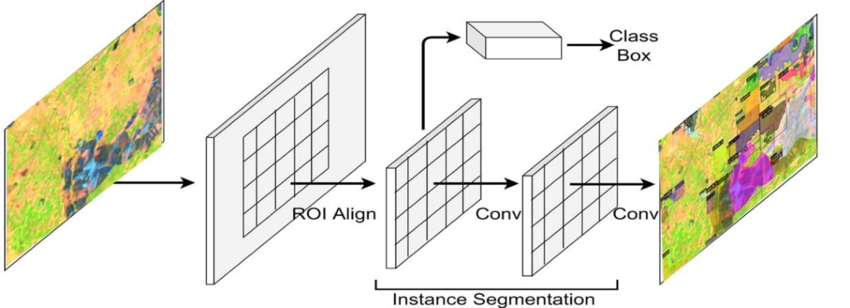 Class
Box
ROI Align
Conv
Conv
Instance Segmentation